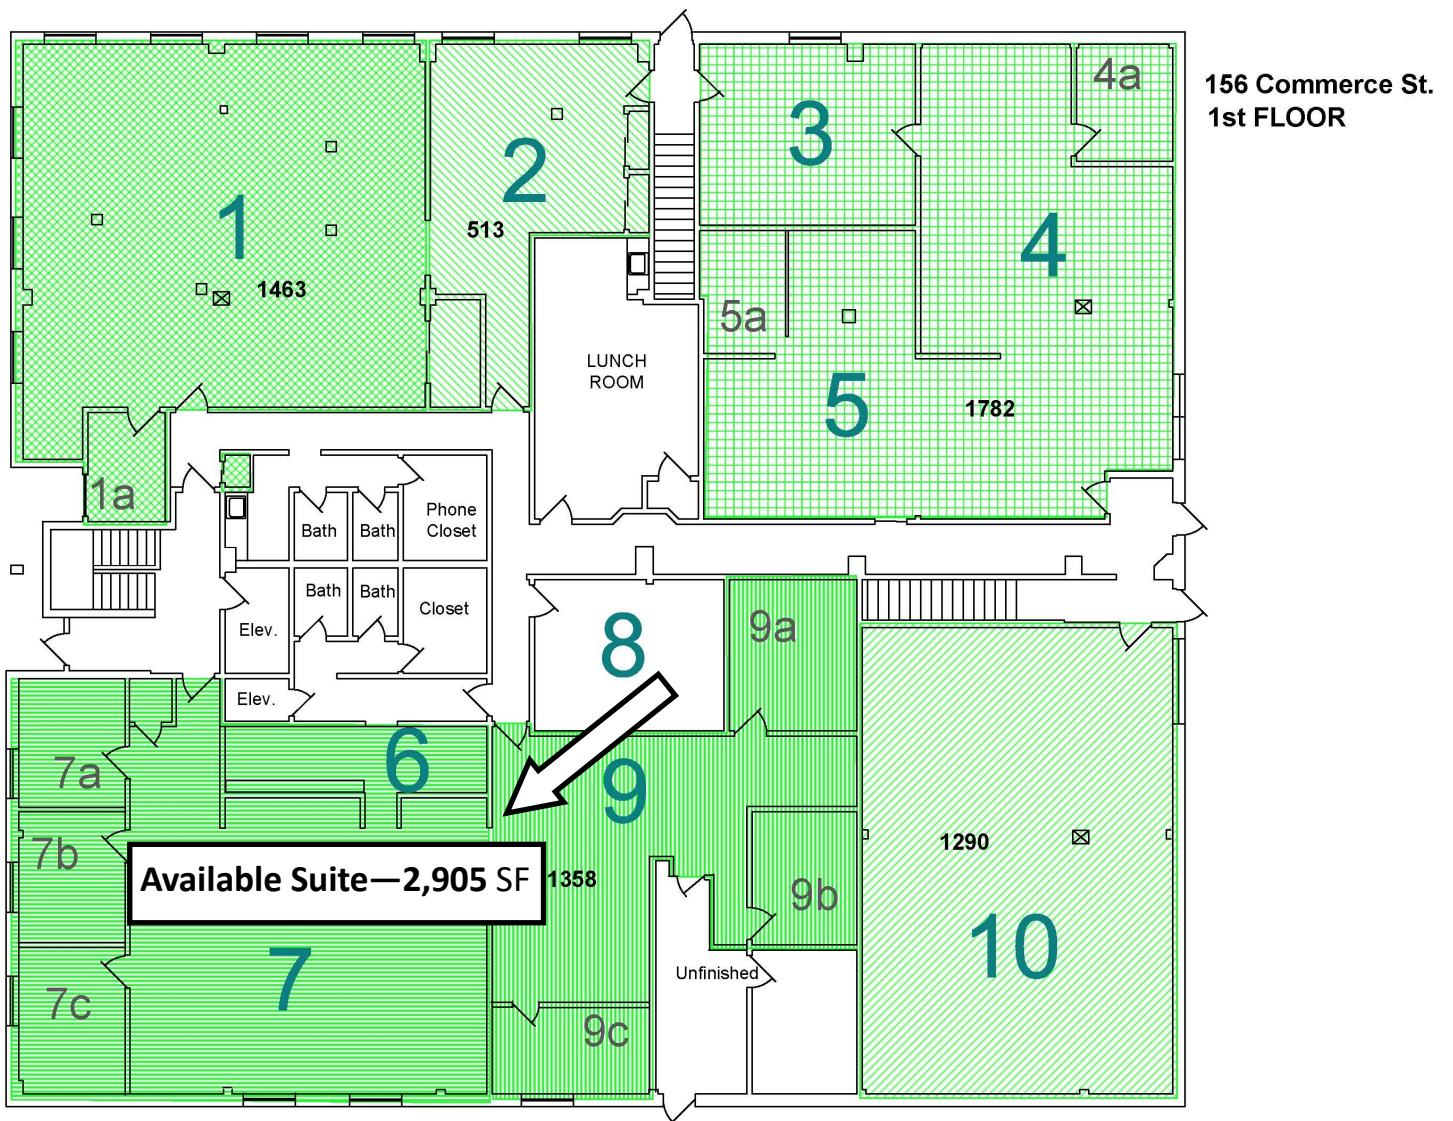 156 Commerce St.
1st FLOOR
1
1463
1a
2
513
3
4a
4
5a
5
1782
LUNCH
ROOM
Phone
Closet
Bath
Bath
Bath
Bath
Closet
Elev.
Elev.
8
9a
6
7a
9
7b
Available Suite—2,905 SF
1358
9b
1290
10
7
7c
Unfinished
9c